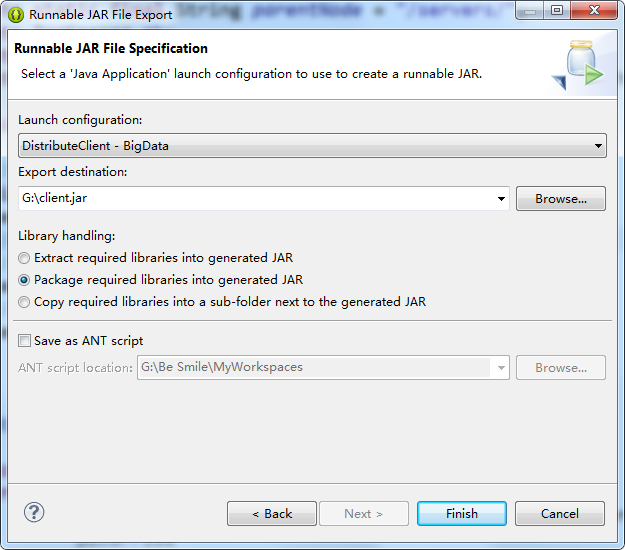 String parentNode = "/servers/"
Runnable JAR File Export
Runnable JAR File Specification
Select a 'Java Application' launch configuration to use to create a runnable JAR.
Launch configuration:
DistributeClient - BigData
Export destination:
G:\client.jar
Browse...
Library handling:
Extract required libraries into generated JAR
Package required libraries into generated JAR
Copy required libraries into a sub-folder next to the generated JAR
Save as ANT script
ANT script location:
G:\Be Smile\MyWorkspaces
Browse...
?
< Back
Next >
Finish
Cancel